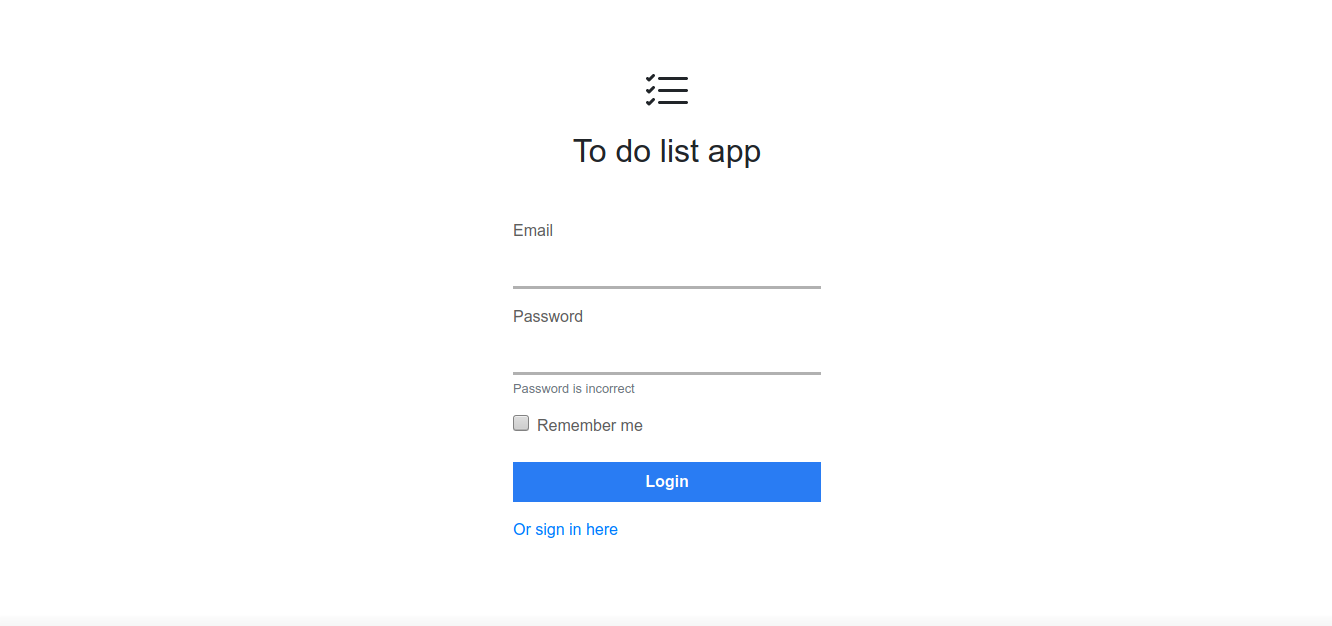 To do list app
Email
Password
Password is incorrect
Remember me
Login
Or sign in here